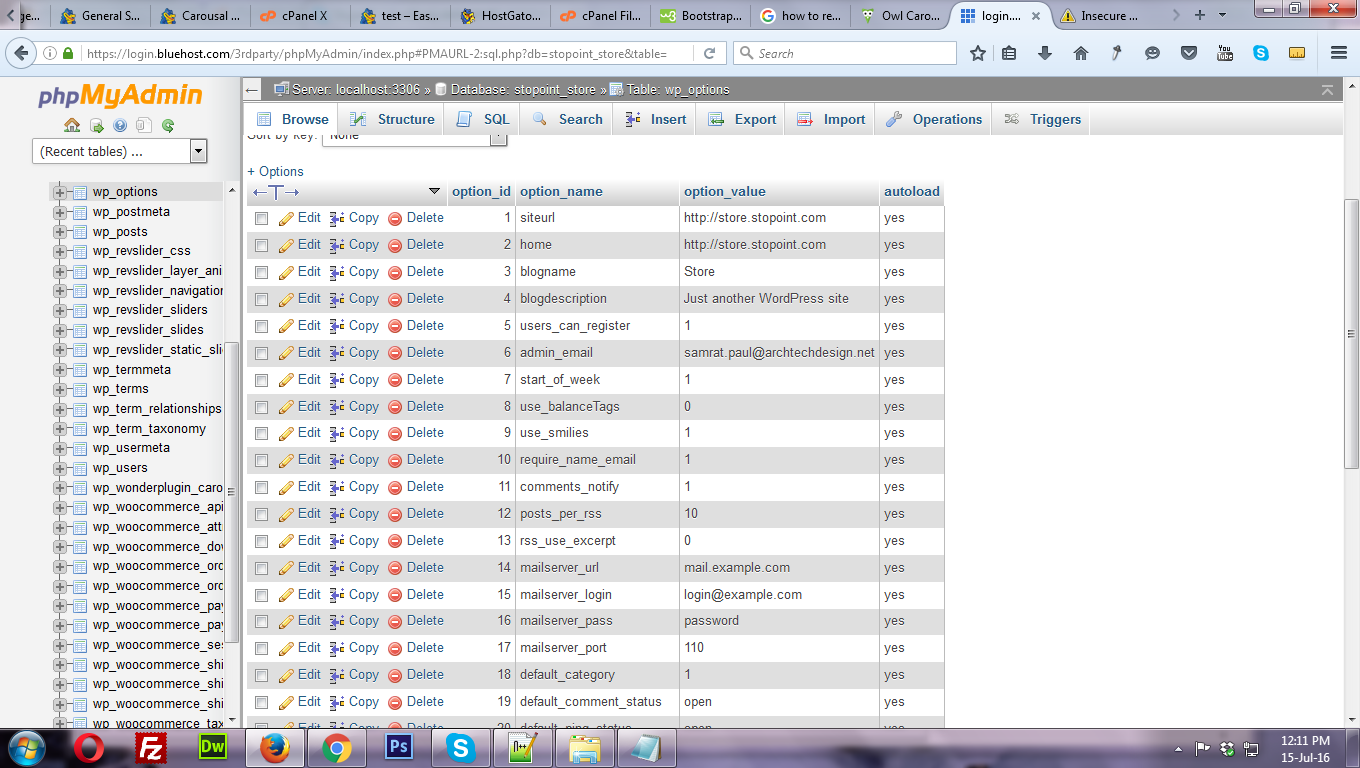 ge...
General S...
Carousal ...
cPanel X
test – Eas...
HostGator...
cPanel FIL...
Bootstrap...
how to re...
Owl Caro...
login....
Insecure ...
https://login.bluehost.com/3rdparty/phpMyAdmin/index.php#PMAURL-2:sql.php?db=stopoint_store&table=
Search
phpMyAdmin
(Recent tables) ...
wp_options
wp_postmeta
wp_posts
wp_revslider_css
wp_revslider_layer_ani
wp_revslider_navigation
wp_revslider_sliders
wp_revslider_slides
wp_revslider_static_sli
wp_termmeta
wp_terms
wp_term_relationships
wp_term_taxonomy
wp_usermeta
wp_users
wp_wonderplugin_caro
wp_woocommerce_api
wp_woocommerce_att
wp_woocommerce_dov
wp_woocommerce_ord
wp_woocommerce_ord
wp_woocommerce_pay
wp_woocommerce_pay
wp_woocommerce_ses
wp_woocommerce_shi
wp_woocommerce_shi
wp_woocommerce_shi
wp_woocommerce_tax
Server: localhost:3306 » Database: stopoint_store » Table: wp_options
Browse Structure SQL Search Insert Export Import Operations Triggers
Sort by key: None
+ Options
option_id option_name option_value autoload
Edit Copy Delete 1 siteurl http://store.stopoint.com yes
Edit Copy Delete 2 home http://store.stopoint.com yes
Edit Copy Delete 3 blogname Store yes
Edit Copy Delete 4 blogdescription Just another WordPress site yes
Edit Copy Delete 5 users_can_register 1 yes
Edit Copy Delete 6 admin_email samrat.paul@archtechdesign.net yes
Edit Copy Delete 7 start_of_week 1 yes
Edit Copy Delete 8 use_balanceTags 0 yes
Edit Copy Delete 9 use_smilies 1 yes
Edit Copy Delete 10 require_name_email 1 yes
Edit Copy Delete 11 comments_notify 1 yes
Edit Copy Delete 12 posts_per_rss 10 yes
Edit Copy Delete 13 rss_use_excerpt 0 yes
Edit Copy Delete 14 mailserver_url mail.example.com yes
Edit Copy Delete 15 mailserver_login login@example.com yes
Edit Copy Delete 16 mailserver_pass password yes
Edit Copy Delete 17 mailserver_port 110 yes
Edit Copy Delete 18 default_category 1 yes
Edit Copy Delete 19 default_comment_status open yes
Edit Copy Delete 20 default_ping_status open yes
12:11 PM
15-Jul-16